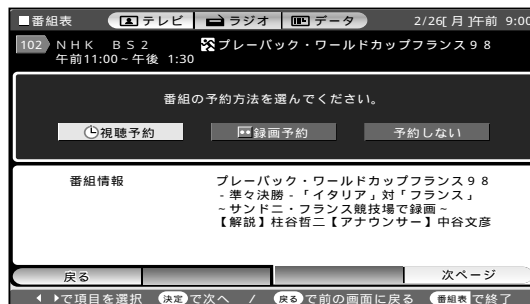 ■番組表 テレビ ラジオ データ 2/26[月]午前 9:00
102 NHK BS2 プレーバック・ワールドカップフランス98
午前11:00~午後 1:30
番組の予約方法を選んでください。
視聴予約 録画予約 予約しない
番組情報 プレーバック・ワールドカップフランス98
-準々決勝-「イタリア」対「フランス」
~サンドニ・フランス競技場で録画~
【解説】柱谷哲二【アナウンサー】中谷文彦
戻る 次ページ
で項目を選択 決定で次へ / 戻るで前の画面に戻る 番組表で終了